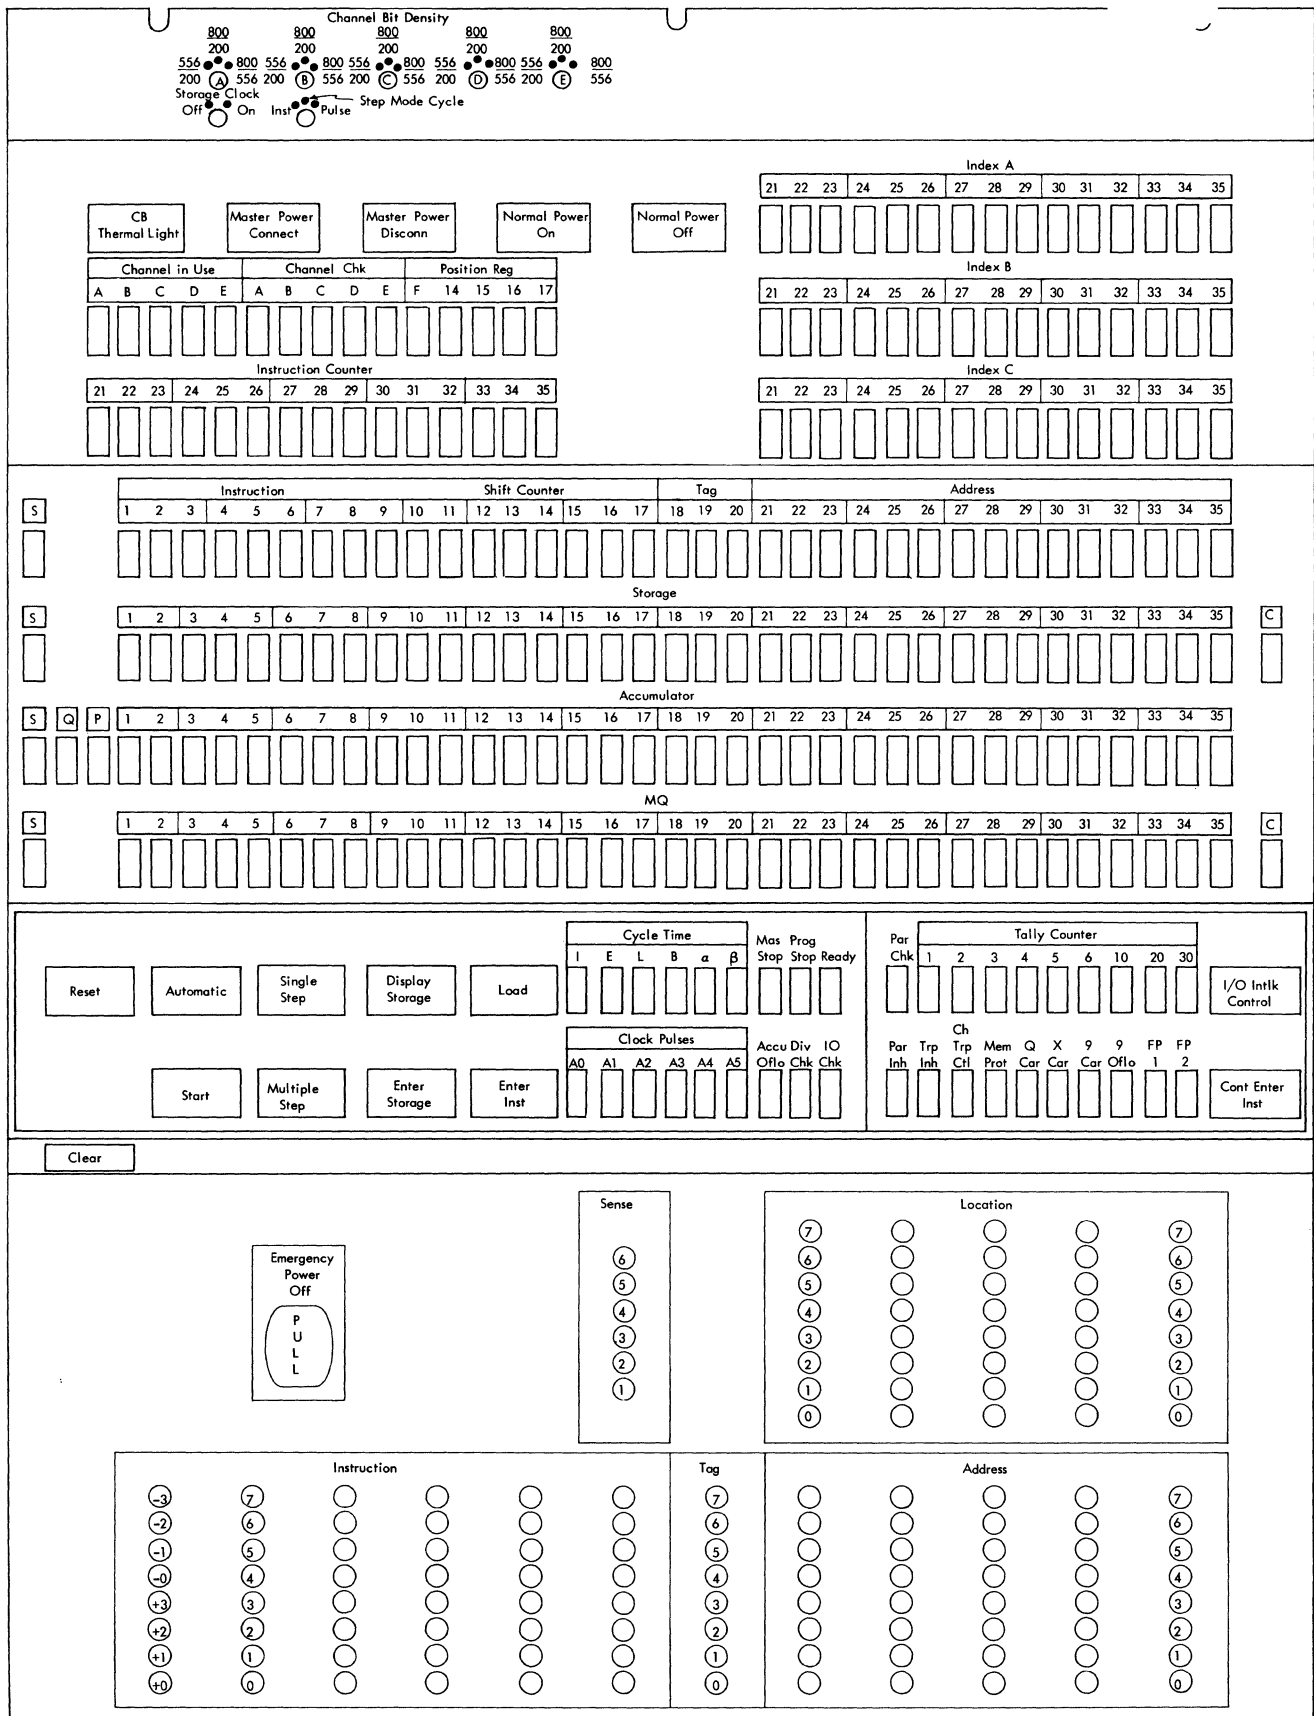 Channel Bit Density
800 800 800 800 800
200 200 200 200 200
556 800 556 800 556 800 556 800 556 800
200 A 556 200 B 556 200 C 556 200 D 556 200 E 556
Storage Clock
Off On Inst Pulse Step Mode Cycle
Index A
21 22 23 24 25 26 27 28 29 30 31 32 33 34 35
CB Thermal Light
Master Power Connect
Master Power Disconn
Normal Power On
Normal Power Off
Channel in Use Channel Chk Position Reg
A B C D E A B C D E F 14 15 16 17
Index B
21 22 23 24 25 26 27 28 29 30 31 32 33 34 35
Instruction Counter
21 22 23 24 25 26 27 28 29 30 31 32 33 34 35
Index C
21 22 23 24 25 26 27 28 29 30 31 32 33 34 35
Instruction Shift Counter Tag Address
S 1 2 3 4 5 6 7 8 9 10 11 12 13 14 15 16 17 18 19 20 21 22 23 24 25 26 27 28 29 30 31 32 33 34 35
Storage
S 1 2 3 4 5 6 7 8 9 10 11 12 13 14 15 16 17 18 19 20 21 22 23 24 25 26 27 28 29 30 31 32 33 34 35 C
Accumulator
S Q P 1 2 3 4 5 6 7 8 9 10 11 12 13 14 15 16 17 18 19 20 21 22 23 24 25 26 27 28 29 30 31 32 33 34 35
MQ
S 1 2 3 4 5 6 7 8 9 10 11 12 13 14 15 16 17 18 19 20 21 22 23 24 25 26 27 28 29 30 31 32 33 34 35 C
Reset
Automatic
Single Step
Display Storage
Load
Cycle Time
I E L B α β
Mas Prog
Stop Stop Ready
Par Chk
Tally Counter
1 2 3 4 5 6 10 20 30
I/O Intlk Control
Start
Multiple Step
Enter Storage
Enter Inst
Clock Pulses
A0 A1 A2 A3 A4 A5
Accu Div IO
Oflo Chk Chk
Ch
Par Trp Trp Mem Q X 9 9 FP FP
Inh Inh Ctl Prot Car Car Car Oflo 1 2
Cont Enter Inst
Clear
Emergency
Power
Off
P
U
L
L
Sense
6
5
4
3
2
1
Location
7 7
6 6
5 5
4 4
3 3
2 2
1 1
0 0
Instruction Tag Address
-3 7 7 7
-2 6 6 6
-1 5 5 5
-0 4 4 4
+3 3 3 3
+2 2 2 2
+1 1 1 1
+0 0 0 0